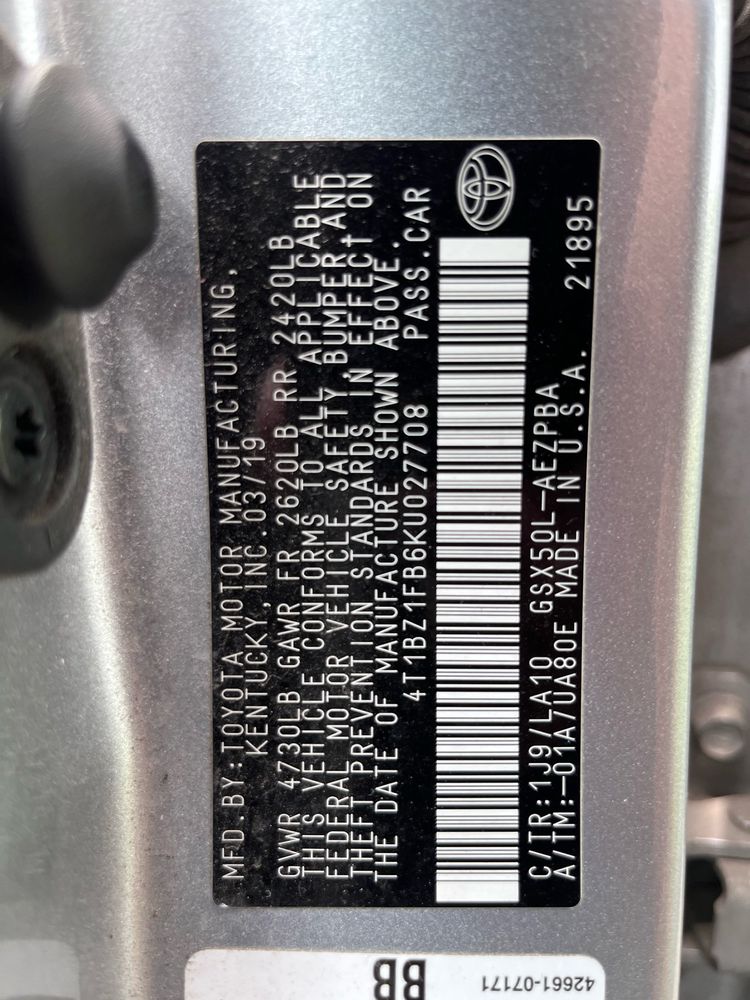 MFD.BY:TOYOTA MOTOR MANUFACTURING,
KENTUCKY, INC. 03/19
GVWR 4730LB GAWR FR 2620LB RR 2420LB
THIS VEHICLE CONFORMS TO ALL APPLICABLE
FEDERAL MOTOR VEHICLE SAFETY, BUMPER AND
THEFT PREVENTION STANDARDS IN EFFECT ON
THE DATE OF MANUFACTURE SHOWN ABOVE.
4T1BZ1FB6KU027708 PASS.CAR
C/TR:1J9/LA10 GSX50L-AEZPBA
A/TM:-01A/UA80E MADE IN U.S.A. 21895
42661-07171
BB